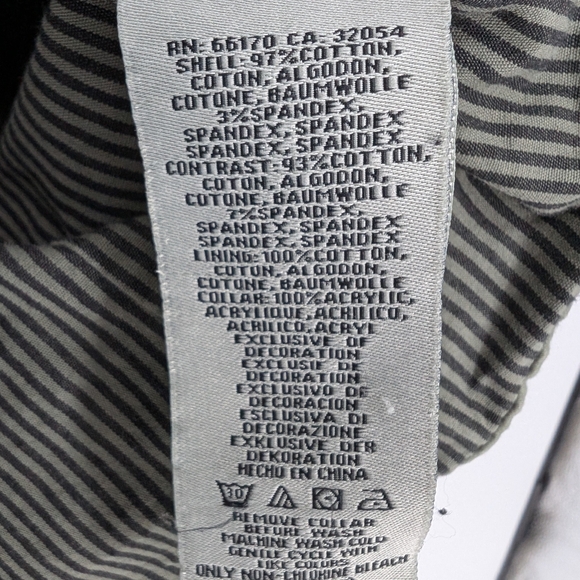 RN: 66170 CA: 32054
SHELL: 97%COTTON,
COTON, ALGODON,
COTONE, BAUMWOLLE
3%SPANDEX,
SPANDEX, SPANDEX
SPANDEX, SPANDEX
CONTRAST:93%COTTON,
COTON, ALGODON,
COTONE, BAUMWOLLE
7%SPANDEX,
SPANDEX, SPANDEX
SPANDEX, SPANDEX
LINING:100%COTTON,
COTON, ALGODON,
COTONE, BAUMWOLLE
COLLAR:100%ACRYLIC,
ACRYLIQUE, ACRILICO,
ACRILICO, ACRYL
EXCLUSIVE OF
DECORATION
EXCLUSIF DE
DECORATION
EXCLUSIVO DE
DECORACION
ESCLUSIVA DI
DECORAZIONE
EXKLUSIVE DER
DEKORATION
HECHO EN CHINA
30
REMOVE COLLAR
BEFORE WASH
MACHINE WASH COLD
GENTLE CYCLE WITH
LIKE COLORS
ONLY NON-CHLORINE BLEACH